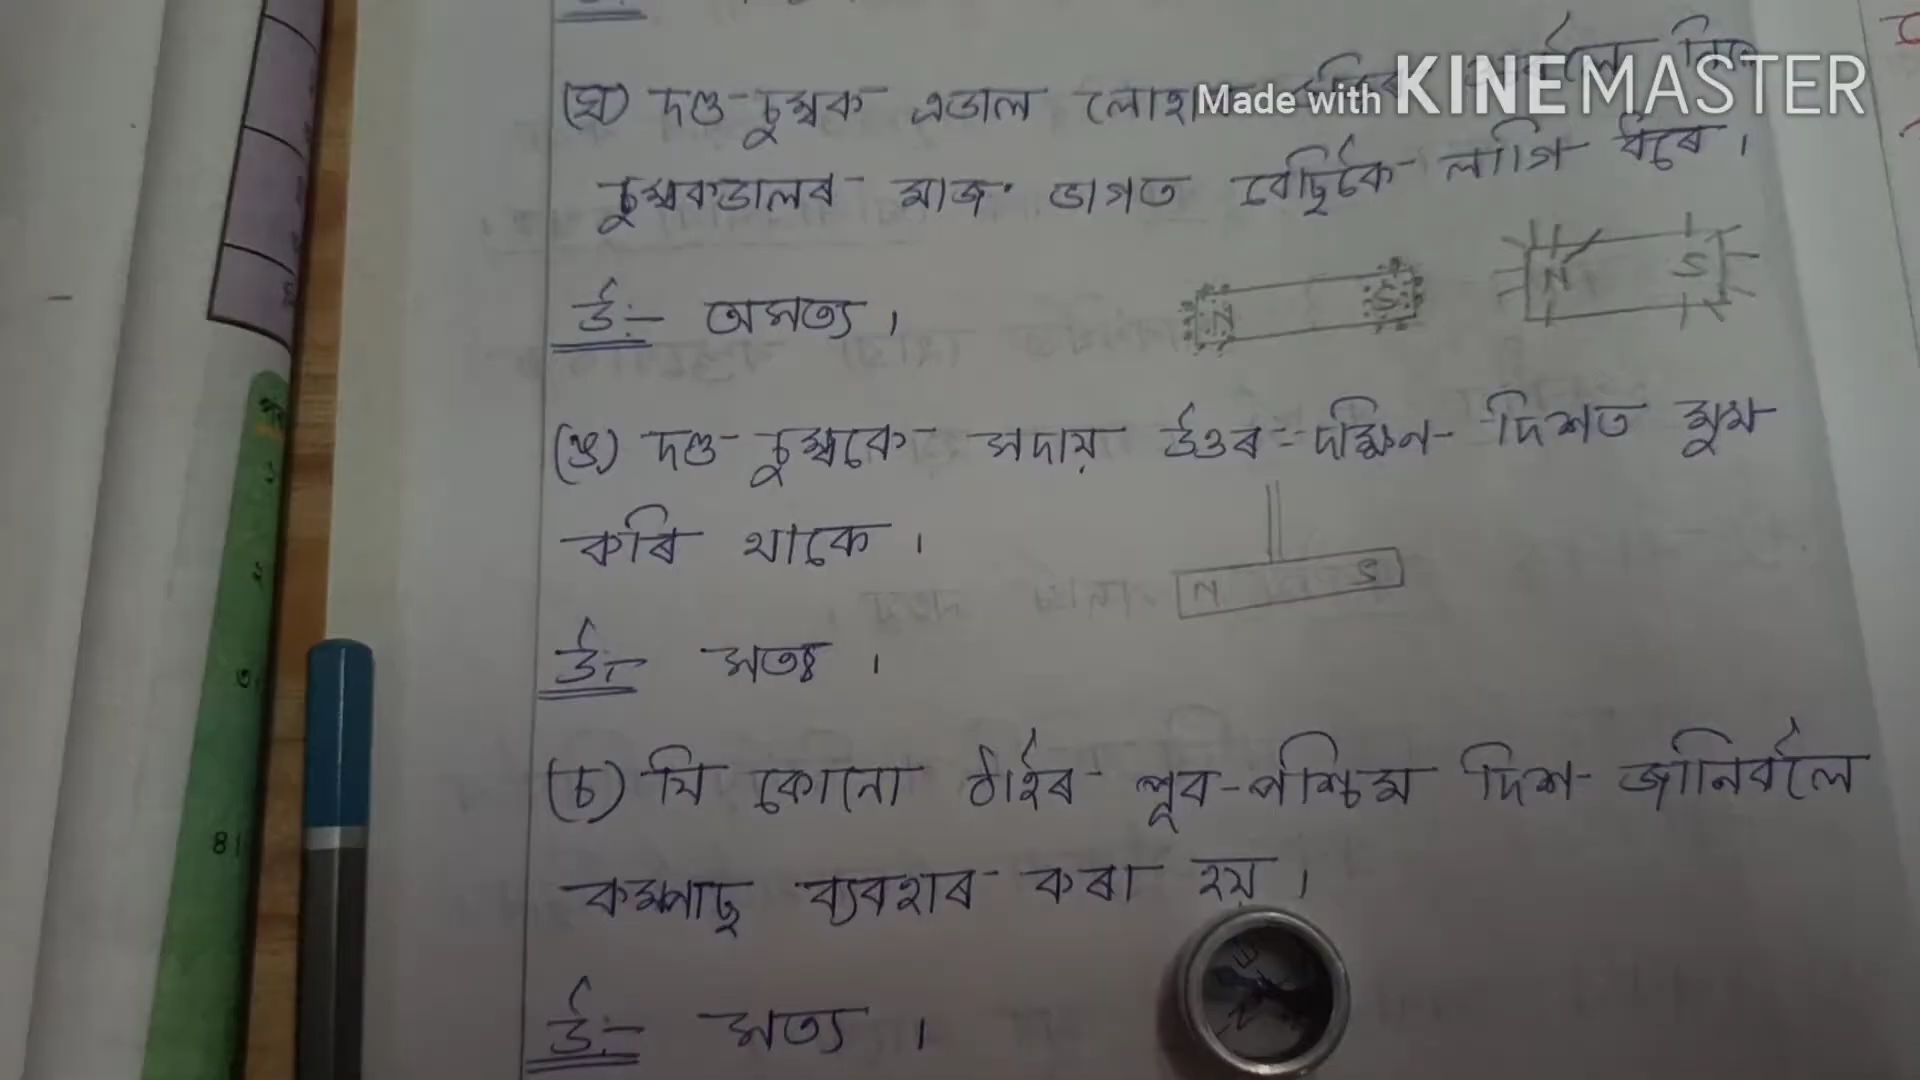 Made with KINEMASTER
(ঘ) দণ্ড-চুম্বক এডাল লোহাৰ
চুম্বকডালৰ মাজ ভাগত বেছিকৈ লাগি ধৰে।
উ:- অসত্য।
N S
N S
(ঙ) দণ্ড-চুম্বকে সদায় উত্তৰ-দক্ষিণ দিশত মুখ
কৰি থাকে।
N S
উ:- সত্য।
(চ) যি কোনো ঠাইৰ পূব-পশ্চিম দিশ জানিবলৈ
কম্পাছ ব্যৱহাৰ কৰা হয়।
উ:- সত্য।
8